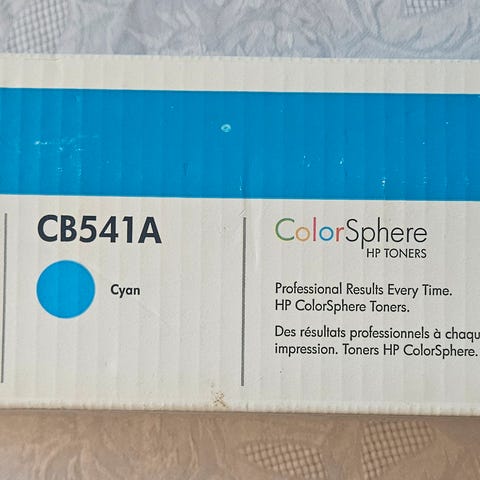 CB541A
Cyan
ColorSphere
HP TONERS
Professional Results Every Time.
HP ColorSphere Toners.
Des résultats professionnels à chaqu
impression. Toners HP ColorSphere.